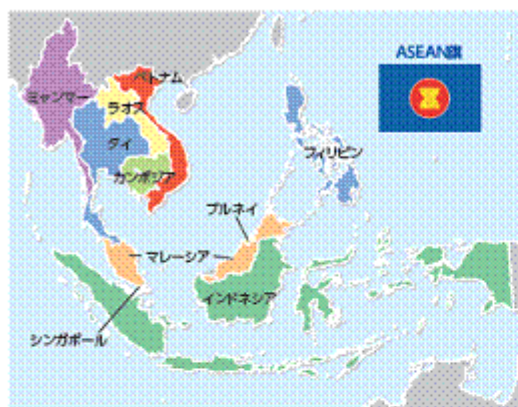 ASEAN旗
ベトナム
ミャンマー
ラオス
タイ
フィリピン
カンボジア
ブルネイ
マレーシア
インドネシア
シンガポール